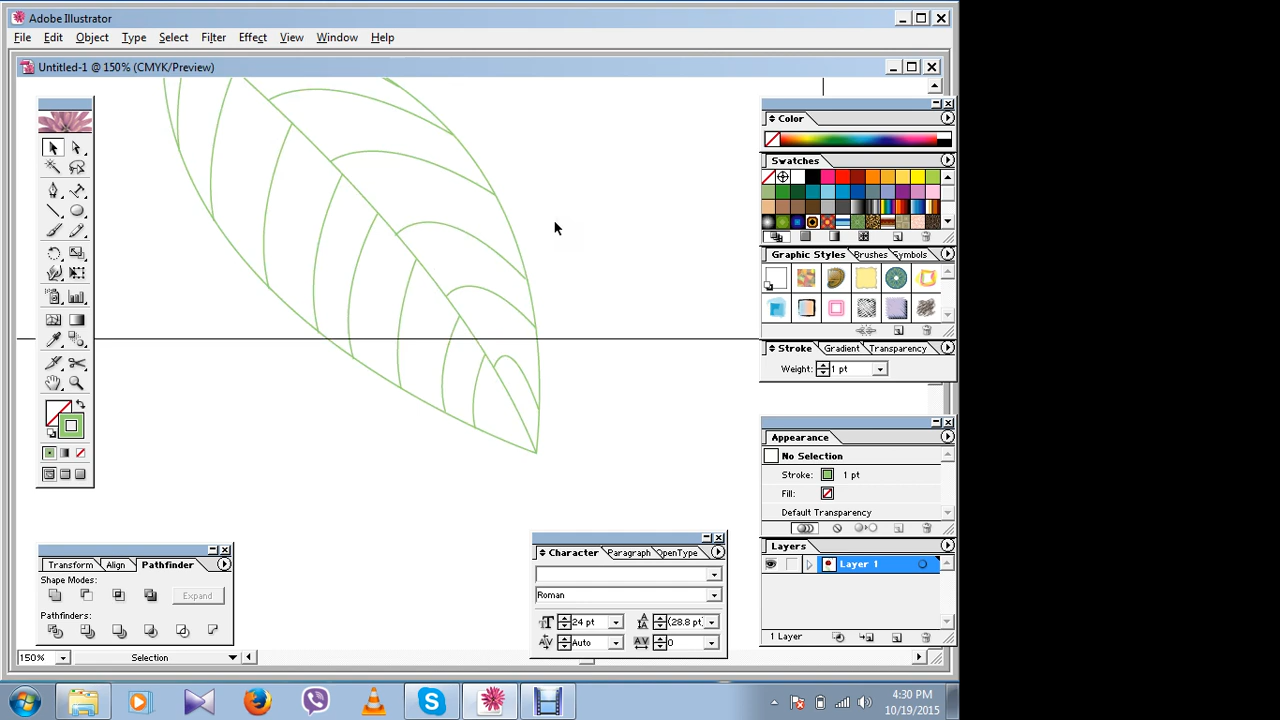 Adobe Illustrator
File Edit Object Type Select Filter Effect View Window Help
Untitled-1 @ 150% (CMYK/Preview)
Color
Swatches
Graphic Styles Brushes Symbols
Stroke Gradient Transparency
Weight: 1 pt
Appearance
No Selection
Stroke: 1 pt
Fill:
Default Transparency
Layers
Layer 1
1 Layer
Transform Align Pathfinder
Shape Modes:
Expand
Pathfinders:
Character Paragraph OpenType
Roman
24 pt (28.8 pt)
Auto 0
150% Selection
4:30 PM
10/19/2015